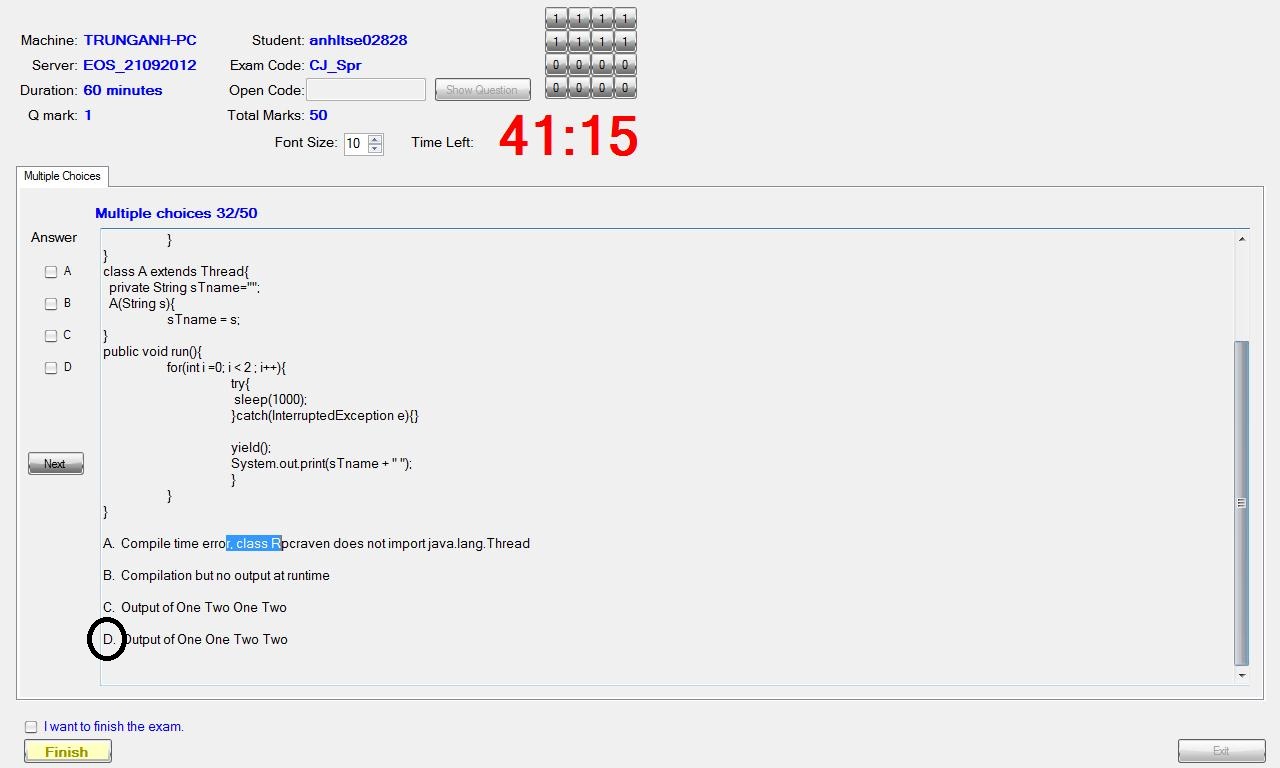 Machine: TRUNGANH-PC Student: anhltse02828
Server: EOS_21092012 Exam Code: CJ_Spr
Duration: 60 minutes Open Code: Show Question
Q mark: 1 Total Marks: 50
1 1 1 1
1 1 1 1
0 0 0 0
0 0 0 0
Font Size: 10 Time Left: 41:15
Multiple Choices
Multiple choices 32/50
Answer
A
B
C
D
Next
}
}
class A extends Thread{
private String sTname="";
A(String s){
sTname = s;
}
public void run(){
for(int i =0; i < 2 ; i++){
try{
sleep(1000);
}catch(InterruptedException e){}
yield();
System.out.print(sTname + " ");
}
}
}
A. Compile time error, class Rpcraven does not import java.lang.Thread
B. Compilation but no output at runtime
C. Output of One Two One Two
D. Output of One One Two Two
I want to finish the exam.
Finish
Exit